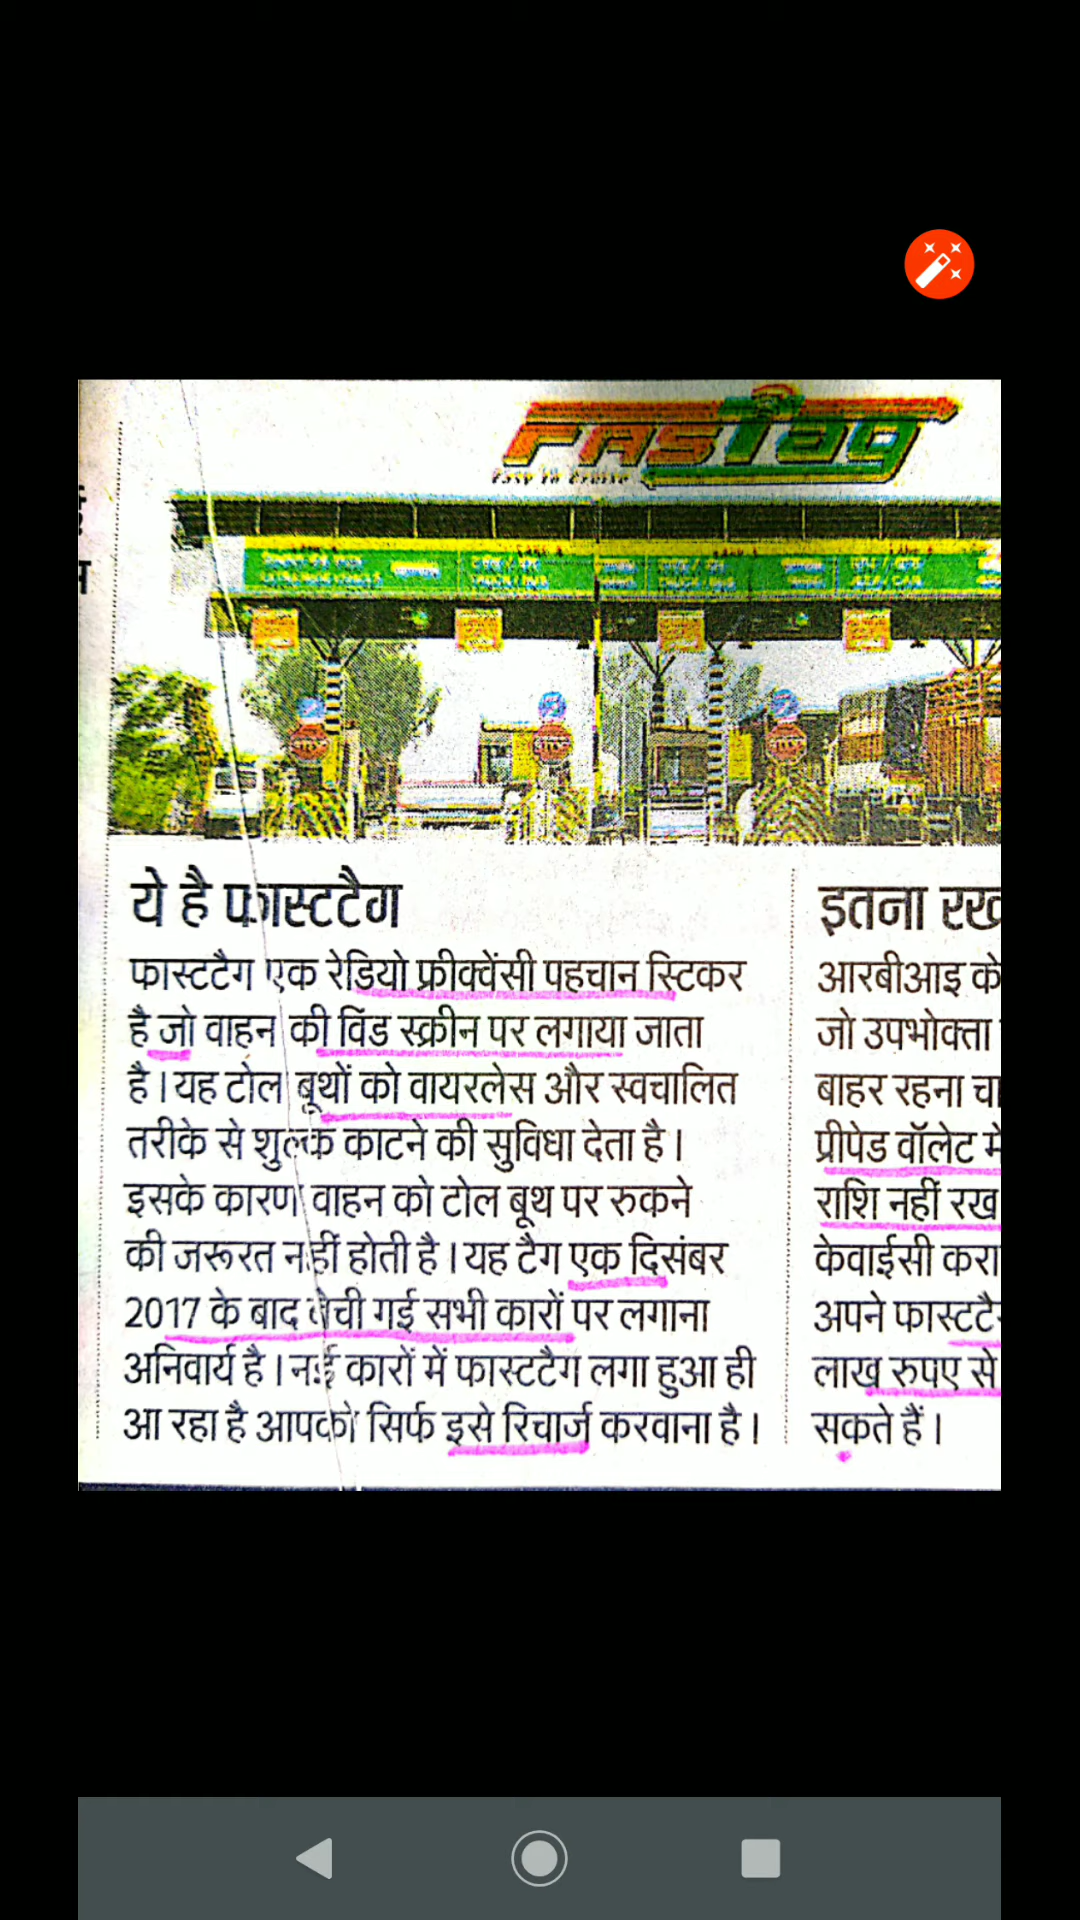 FASTag
ये है फास्टटैग
फास्टटैग एक रेडियो फ्रीक्वेंसी पहचान स्टिकर
है जो वाहन की विंड स्क्रीन पर लगाया जाता
है। यह टोल बूथों को वायरलेस और स्वचालित
तरीके से शुल्क काटने की सुविधा देता है।
इसके कारण वाहन को टोल बूथ पर रुकने
की जरूरत नहीं होती है। यह टैग एक दिसंबर
2017 के बाद बेची गई सभी कारों पर लगाना
अनिवार्य है। नई कारों में फास्टटैग लगा हुआ ही
आ रहा है आपको सिर्फ इसे रिचार्ज करवाना है।
इतना रख
आरबीआइ के
जो उपभोक्ता
बाहर रहना चा
प्रीपेड वॉलेट में
राशि नहीं रख
केवाईसी करा
अपने फास्टटै
लाख रुपए से
सकते हैं।